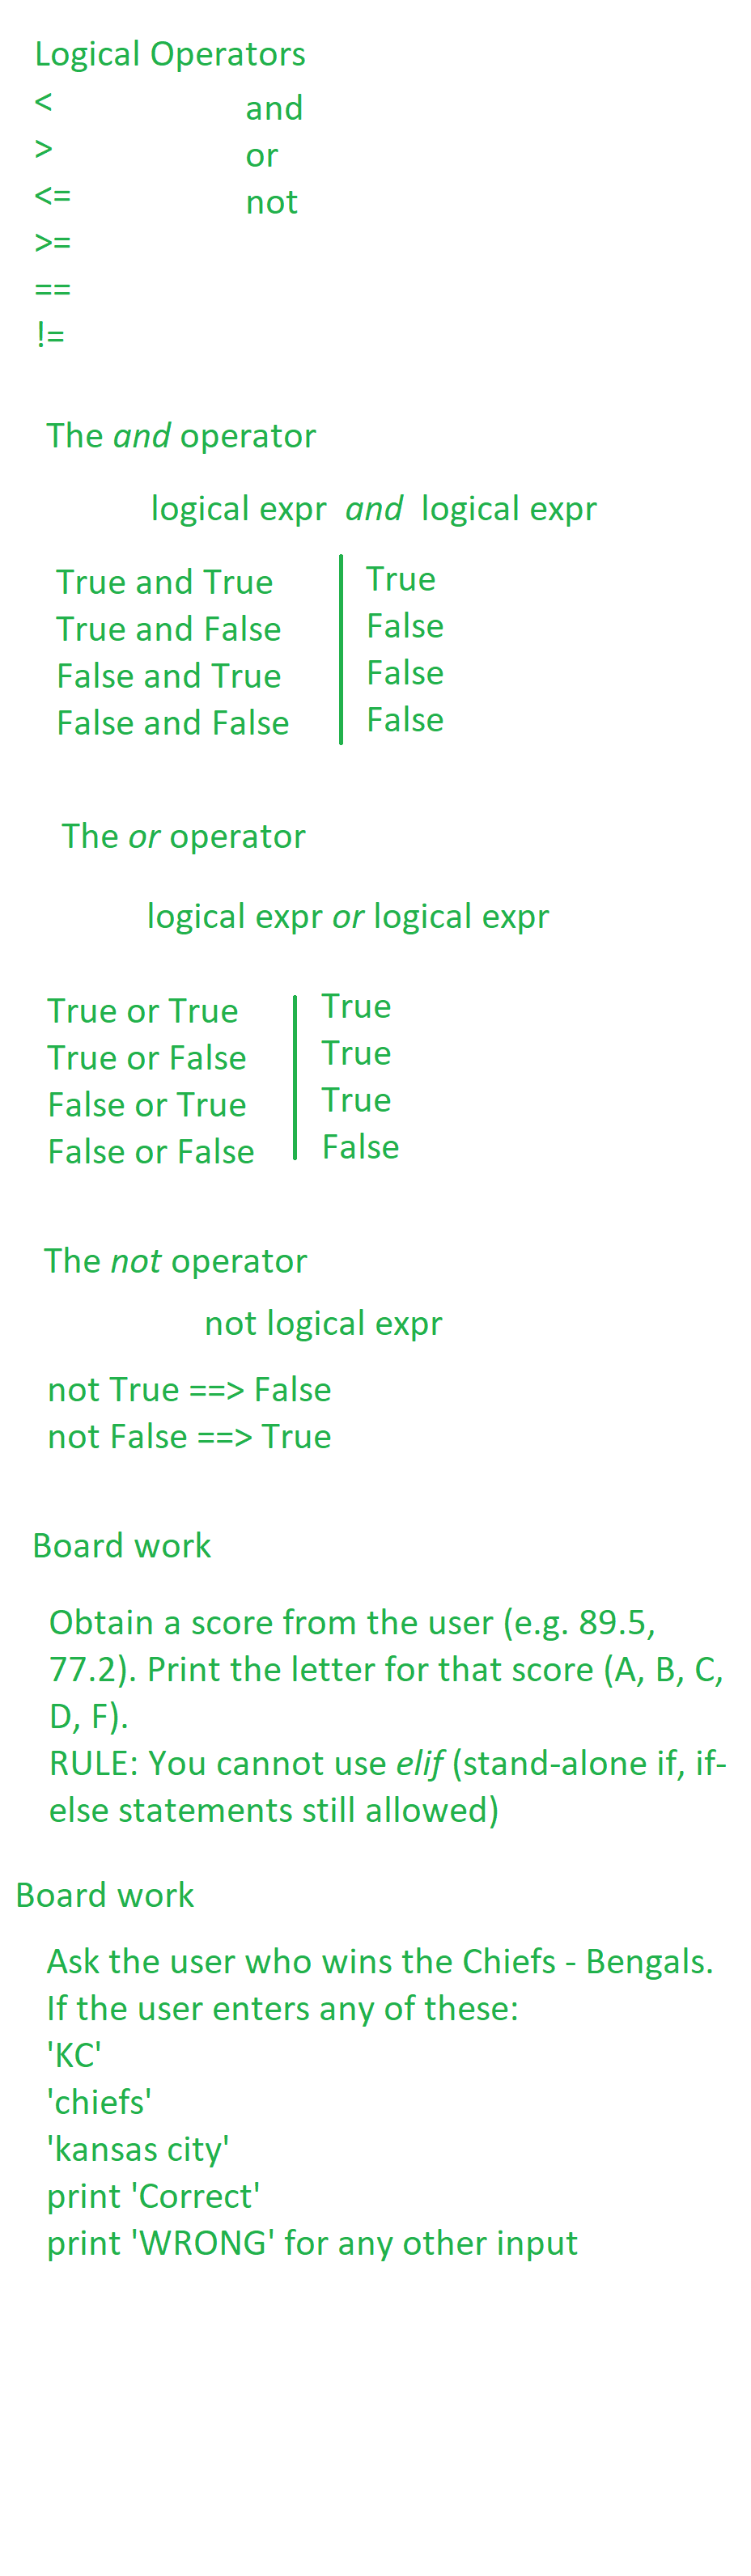 Logical Operators
<
>
<=
>=
==
!=
and
or
not
The and operator
logical expr and logical expr
True and True True
True and False False
False and True False
False and False False
The or operator
logical expr or logical expr
True or True True
True or False True
False or True True
False or False False
The not operator
not logical expr
not True ==> False
not False ==> True
Board work
Obtain a score from the user (e.g. 89.5,
77.2). Print the letter for that score (A, B, C,
D, F).
RULE: You cannot use elif (stand-alone if, if-
else statements still allowed)
Board work
Ask the user who wins the Chiefs - Bengals.
If the user enters any of these:
'KC'
'chiefs'
'kansas city'
print 'Correct'
print 'WRONG' for any other input